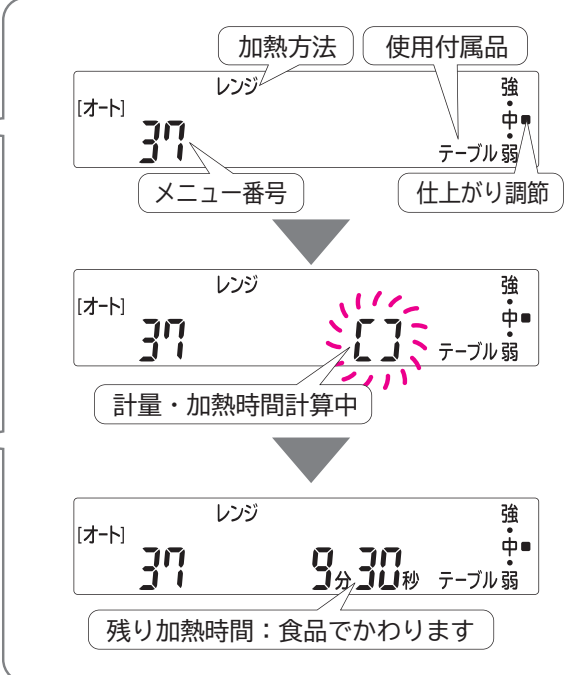 加熱方法 使用付属品
レンジ 強
[オート] ・
37 中■
・
テーブル 弱
メニュー番号 仕上がり調節
レンジ 強
[オート] ・
37 [ ] 中■
・
テーブル 弱
計量・加熱時間計算中
レンジ 強
[オート] ・
37 9分30秒 中■
・
テーブル 弱
残り加熱時間：食品でかわります